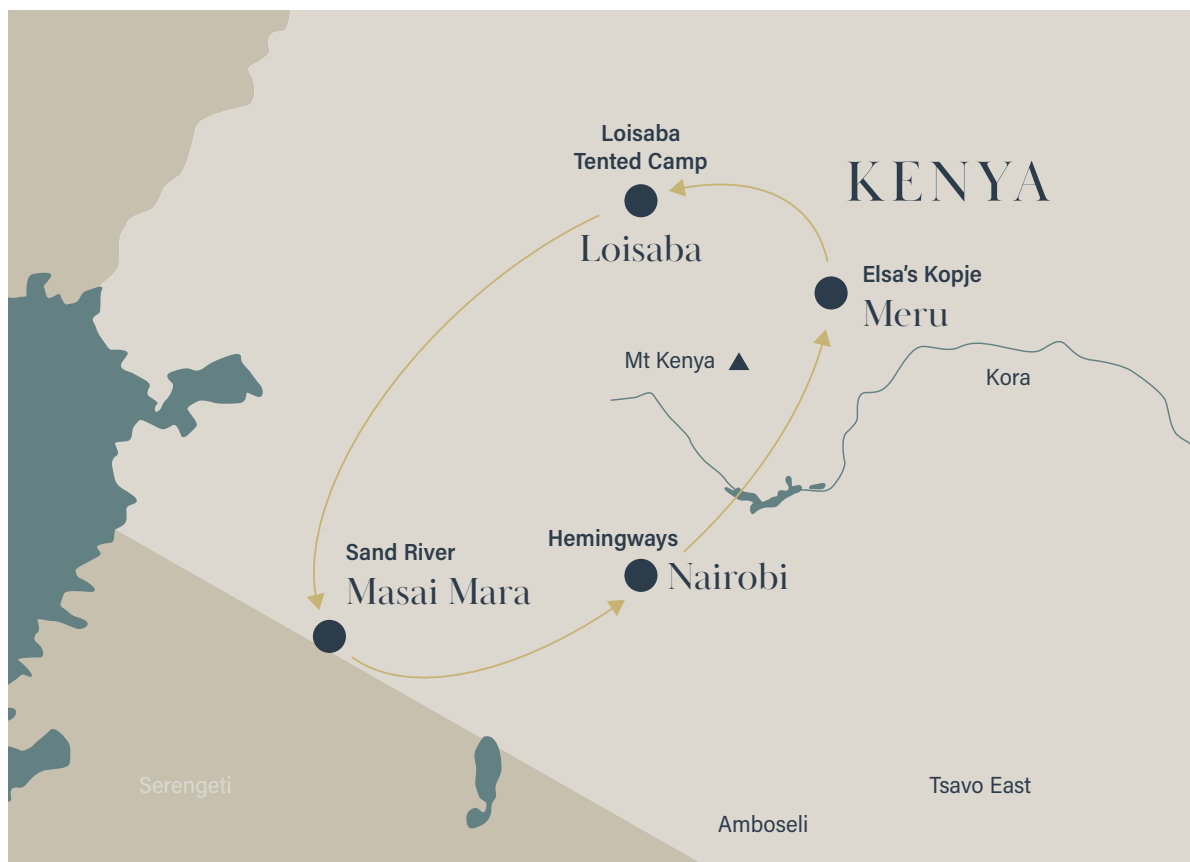 Loisaba
Tented Camp
KENYA
Loisaba
Elsa's Kopje
Meru
Mt Kenya
Kora
Hemingways
Nairobi
Sand River
Masai Mara
Serengeti
Tsavo East
Amboseli